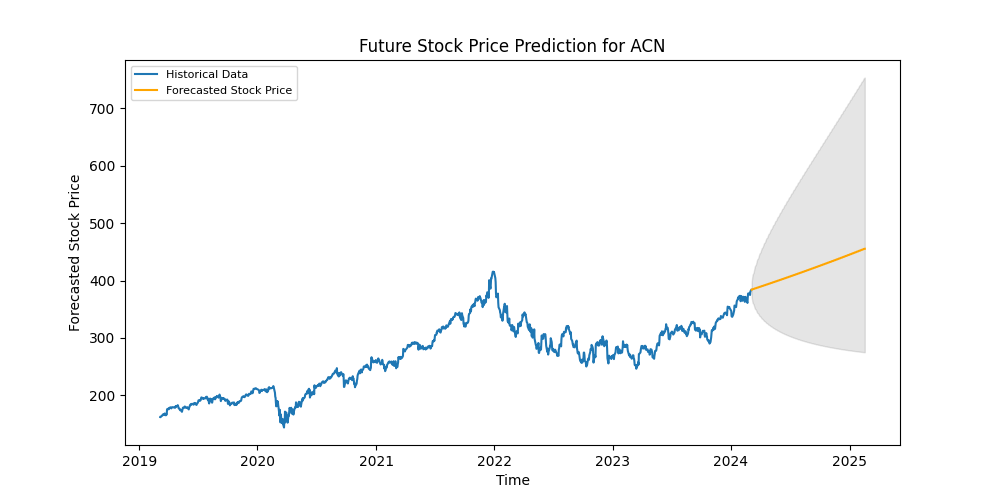 Future Stock Price Prediction for ACN
Historical Data
Forecasted Stock Price
Forecasted Stock Price
700
600
500
400
300
200
2019
2020
2021
2022
2023
2024
2025
Time